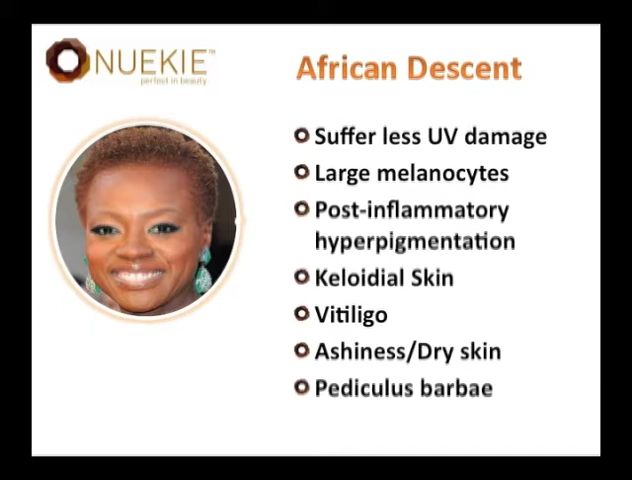 NUEKIE™
perfect in beauty
African Descent
Suffer less UV damage
Large melanocytes
Post-inflammatory
hyperpigmentation
Keloidial Skin
Vitiligo
Ashiness/Dry skin
Pediculus barbae